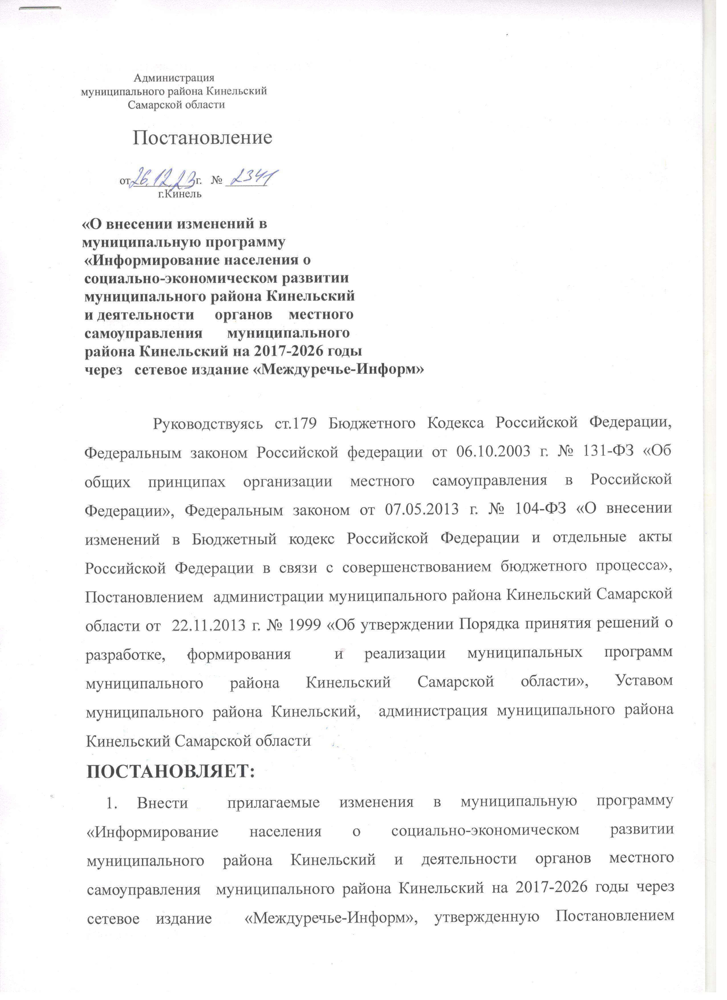 Администрация
муниципального района Кинельский
Самарской области
Постановление
от 26.12.23 г. № 2341
г.Кинель
«О внесении изменений в
муниципальную программу
«Информирование населения о
социально-экономическом развитии
муниципального района Кинельский
и деятельности органов местного
самоуправления муниципального
района Кинельский на 2017-2026 годы
через сетевое издание «Междуречье-Информ»
Руководствуясь ст.179 Бюджетного Кодекса Российской Федерации,
Федеральным законом Российской федерации от 06.10.2003 г. № 131-ФЗ «Об
общих принципах организации местного самоуправления в Российской
Федерации», Федеральным законом от 07.05.2013 г. № 104-ФЗ «О внесении
изменений в Бюджетный кодекс Российской Федерации и отдельные акты
Российской Федерации в связи с совершенствованием бюджетного процесса»,
Постановлением администрации муниципального района Кинельский Самарской
области от 22.11.2013 г. № 1999 «Об утверждении Порядка принятия решений о
разработке, формирования и реализации муниципальных программ
муниципального района Кинельский Самарской области», Уставом
муниципального района Кинельский, администрация муниципального района
Кинельский Самарской области
ПОСТАНОВЛЯЕТ:
1. Внести прилагаемые изменения в муниципальную программу
«Информирование населения о социально-экономическом развитии
муниципального района Кинельский и деятельности органов местного
самоуправления муниципального района Кинельский на 2017-2026 годы через
сетевое издание «Междуречье-Информ», утвержденную Постановлением